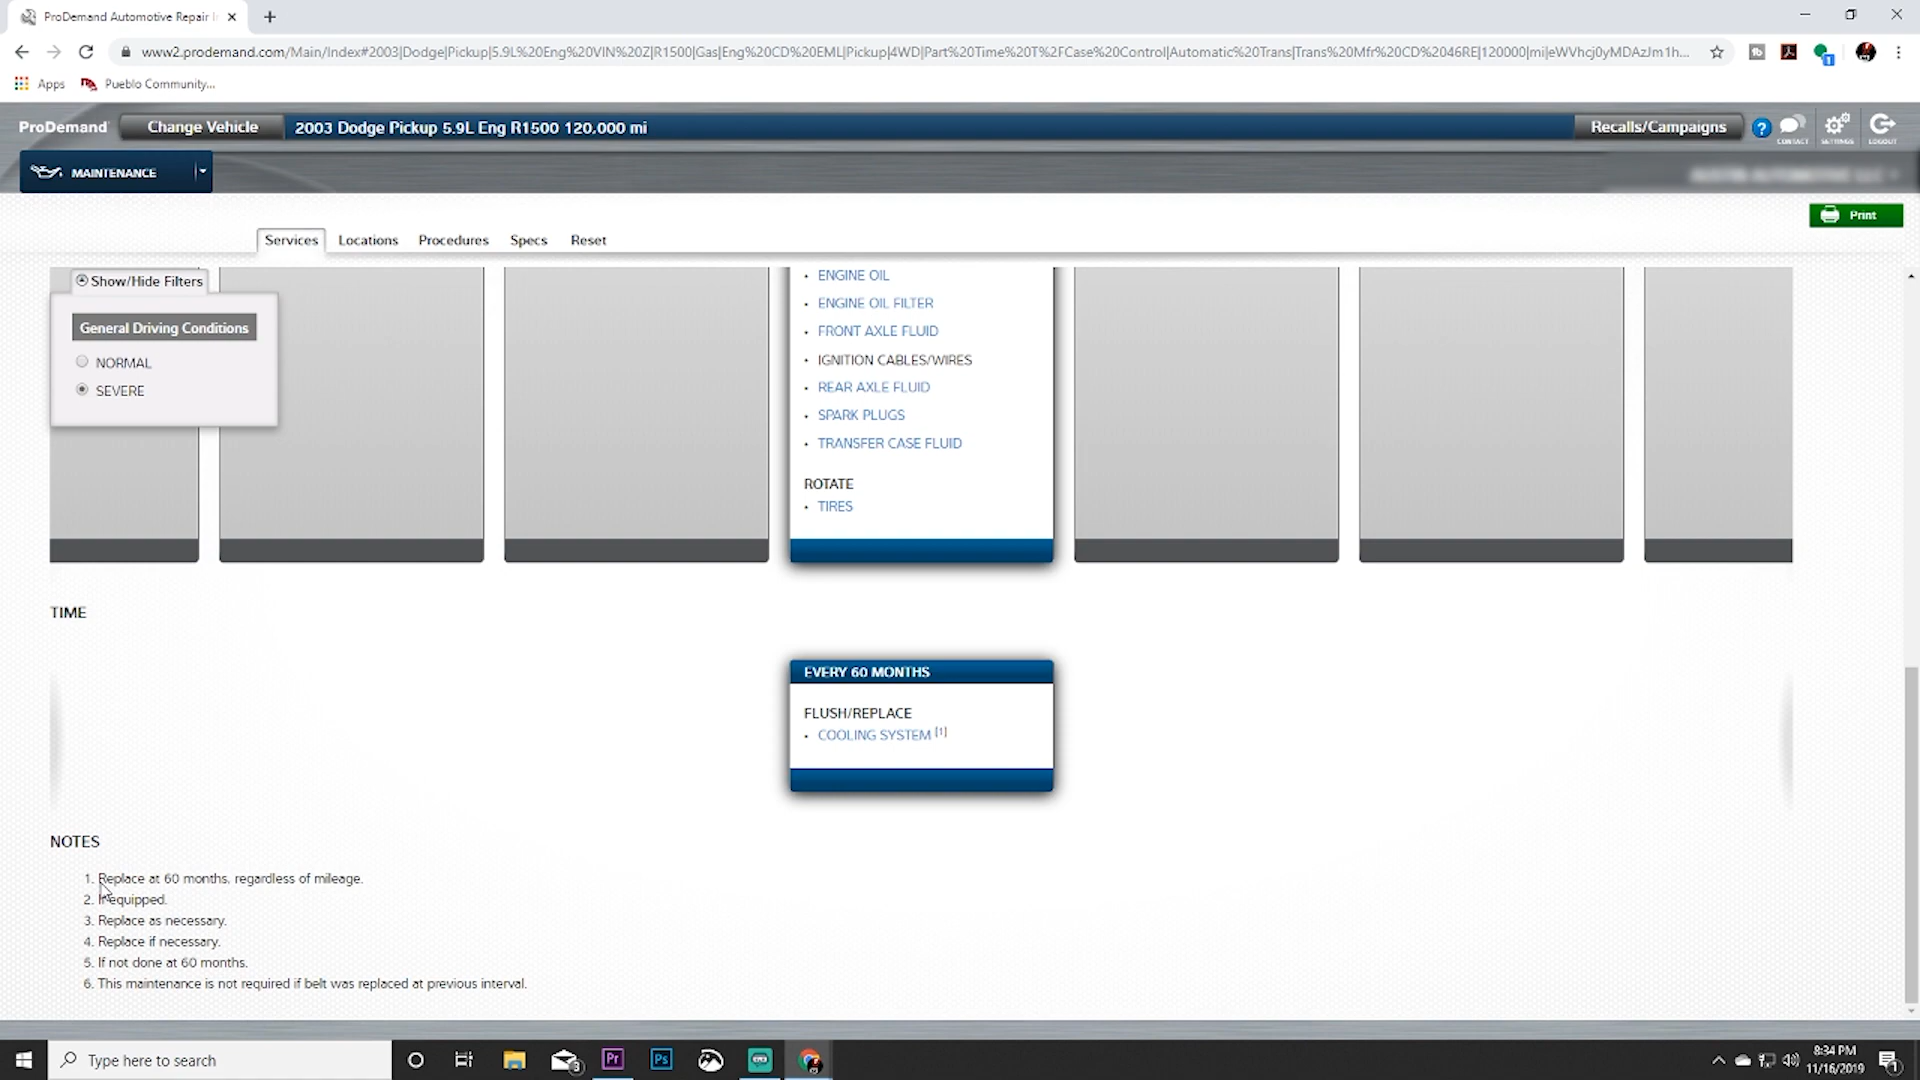 ProDemand Automotive Repair I
www2.prodemand.com/Main/Index#2003|Dodge|Pickup|5.9L%20Eng%20VIN%20Z|R1500|Gas|Eng%20CD%20EML|Pickup|4WD|Part%20Time%20T%2FCase%20Control|Automatic%20Trans|Trans%20Mfr%20CD%2046RE|120000|mi|eWVhcj0yMDAzJm1h...
Apps Pueblo Community...
ProDemand Change Vehicle 2003 Dodge Pickup 5.9L Eng R1500 120,000 mi Recalls/Campaigns ? CONTACT SETTINGS LOGOUT
MAINTENANCE
Print
Services Locations Procedures Specs Reset
Show/Hide Filters
General Driving Conditions
NORMAL
SEVERE
• ENGINE OIL
• ENGINE OIL FILTER
• FRONT AXLE FLUID
• IGNITION CABLES/WIRES
• REAR AXLE FLUID
• SPARK PLUGS
• TRANSFER CASE FLUID
ROTATE
• TIRES
TIME
EVERY 60 MONTHS
FLUSH/REPLACE
• COOLING SYSTEM [1]
NOTES
1. Replace at 60 months, regardless of mileage.
2. If equipped.
3. Replace as necessary.
4. Replace if necessary.
5. If not done at 60 months.
6. This maintenance is not required if belt was replaced at previous interval.
Type here to search
3
Pr
Ps
8:34 PM
11/16/2019
1